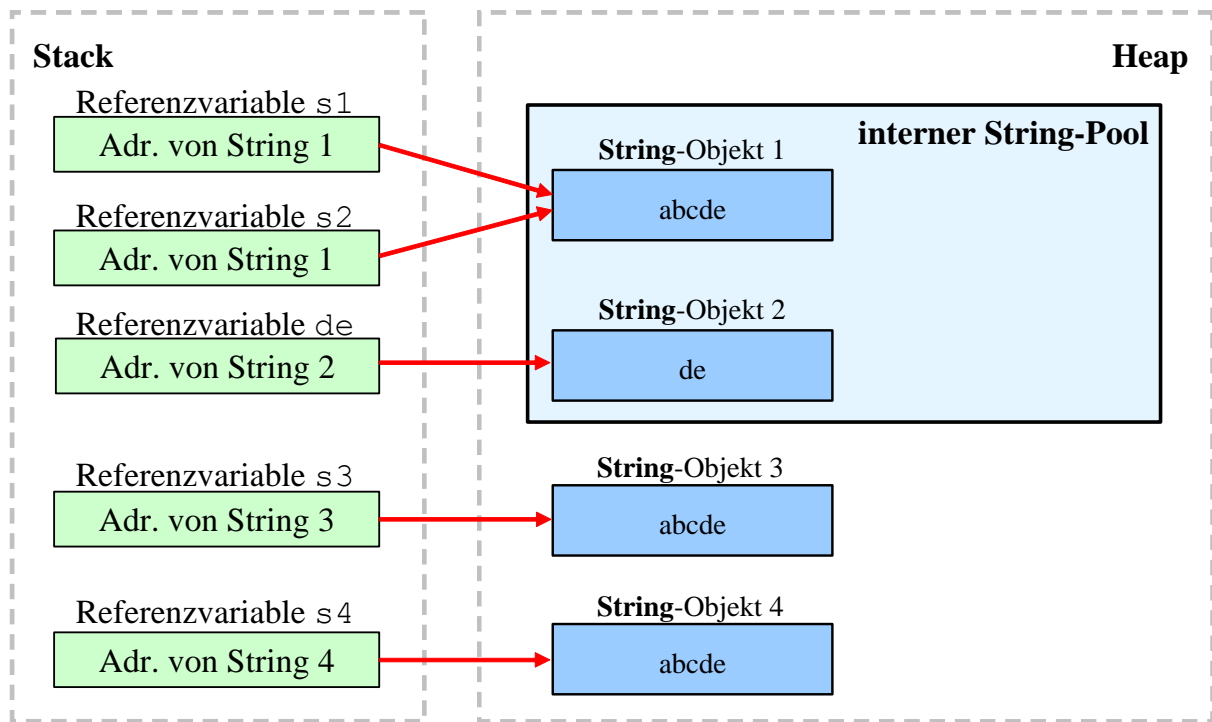 Stack
Heap
Referenzvariable s1
Adr. von String 1
interner String-Pool
String-Objekt 1
abcde
Referenzvariable s2
Adr. von String 1
Referenzvariable de
Adr. von String 2
String-Objekt 2
de
Referenzvariable s3
Adr. von String 3
String-Objekt 3
abcde
Referenzvariable s4
Adr. von String 4
String-Objekt 4
abcde